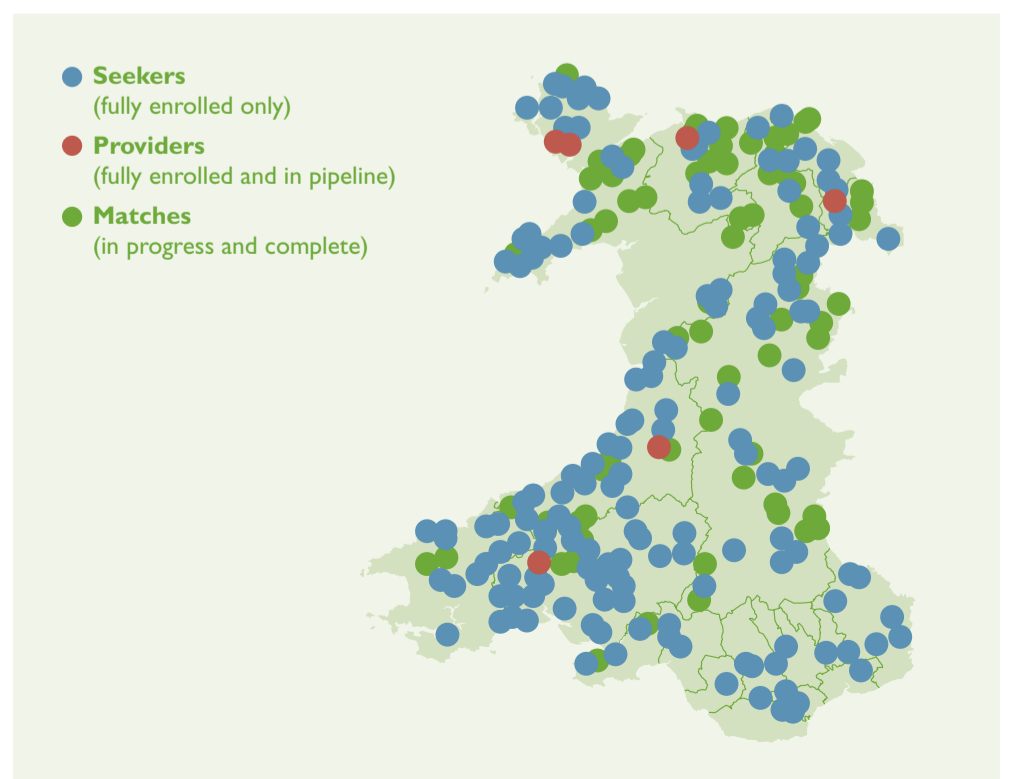 Seekers
(fully enrolled only)
Providers
(fully enrolled and in pipeline)
Matches
(in progress and complete)